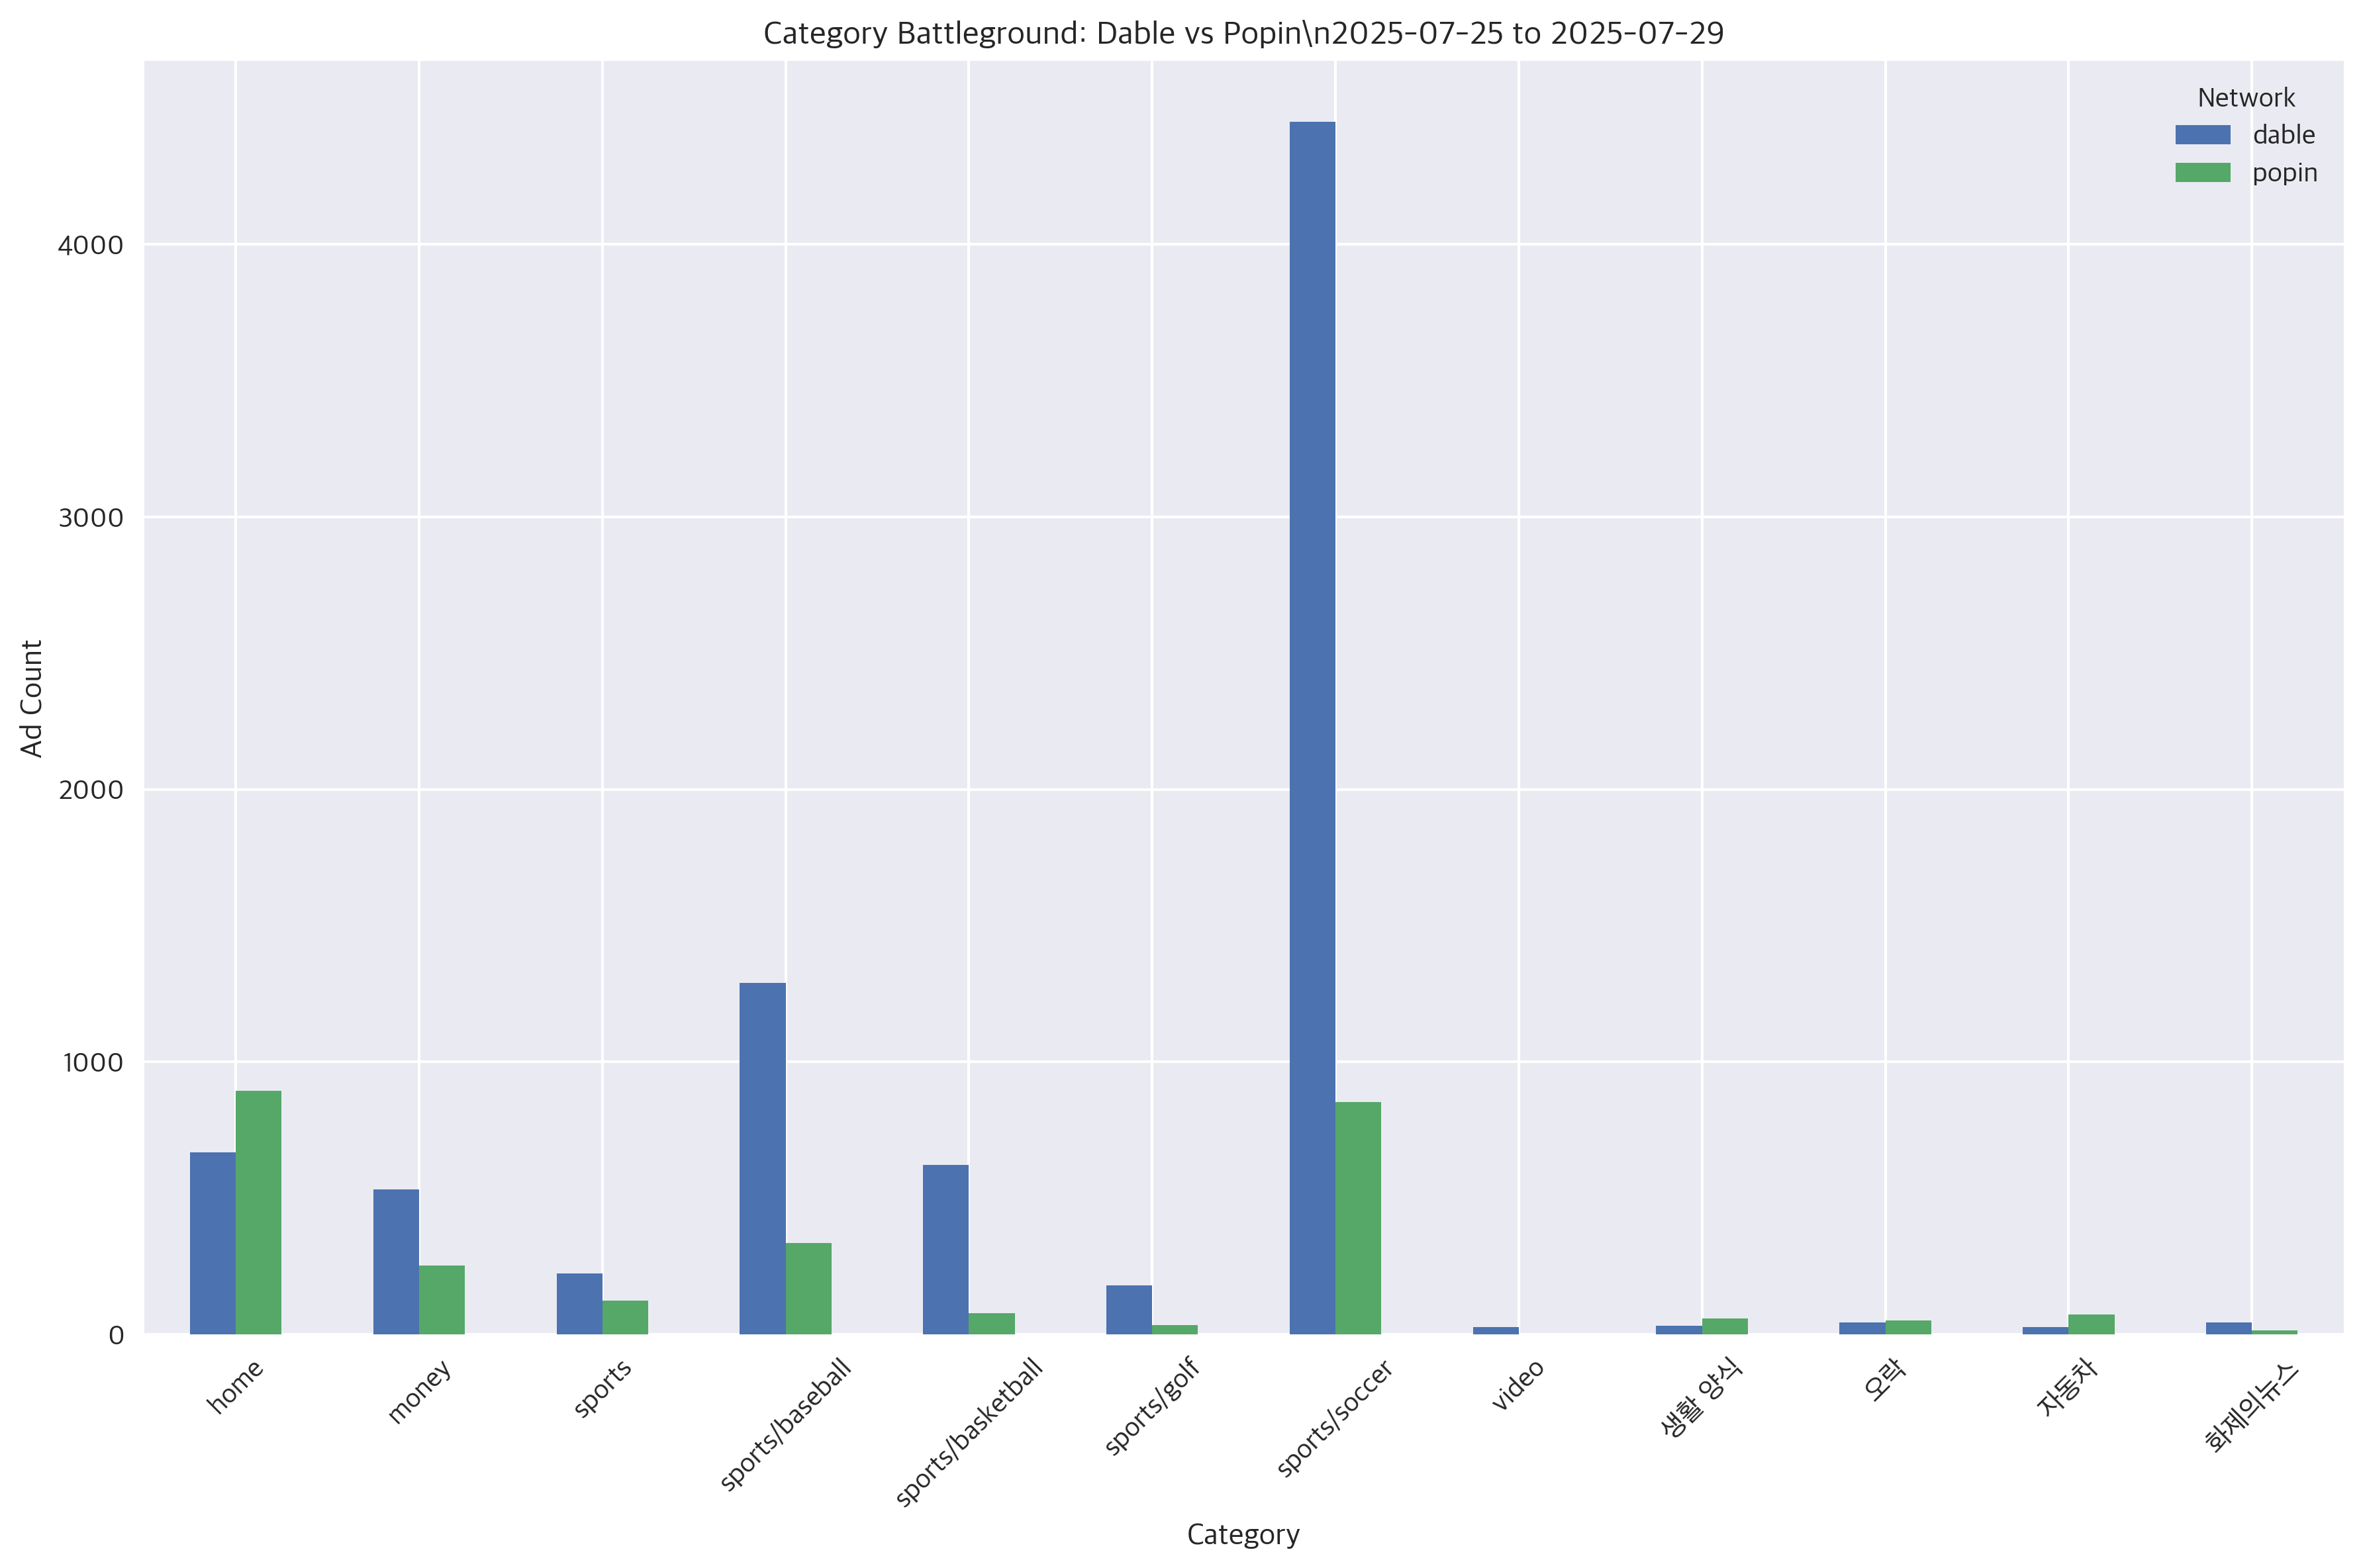 Category Battleground: Dable vs Popin\n2025-07-25 to 2025-07-29
Network
dable
popin
Ad Count
4000
3000
2000
1000
0
home
money
sports
sports/baseball
sports/basketball
sports/golf
sports/soccer
video
생활 양식
오락
자동차
화제의뉴스
Category